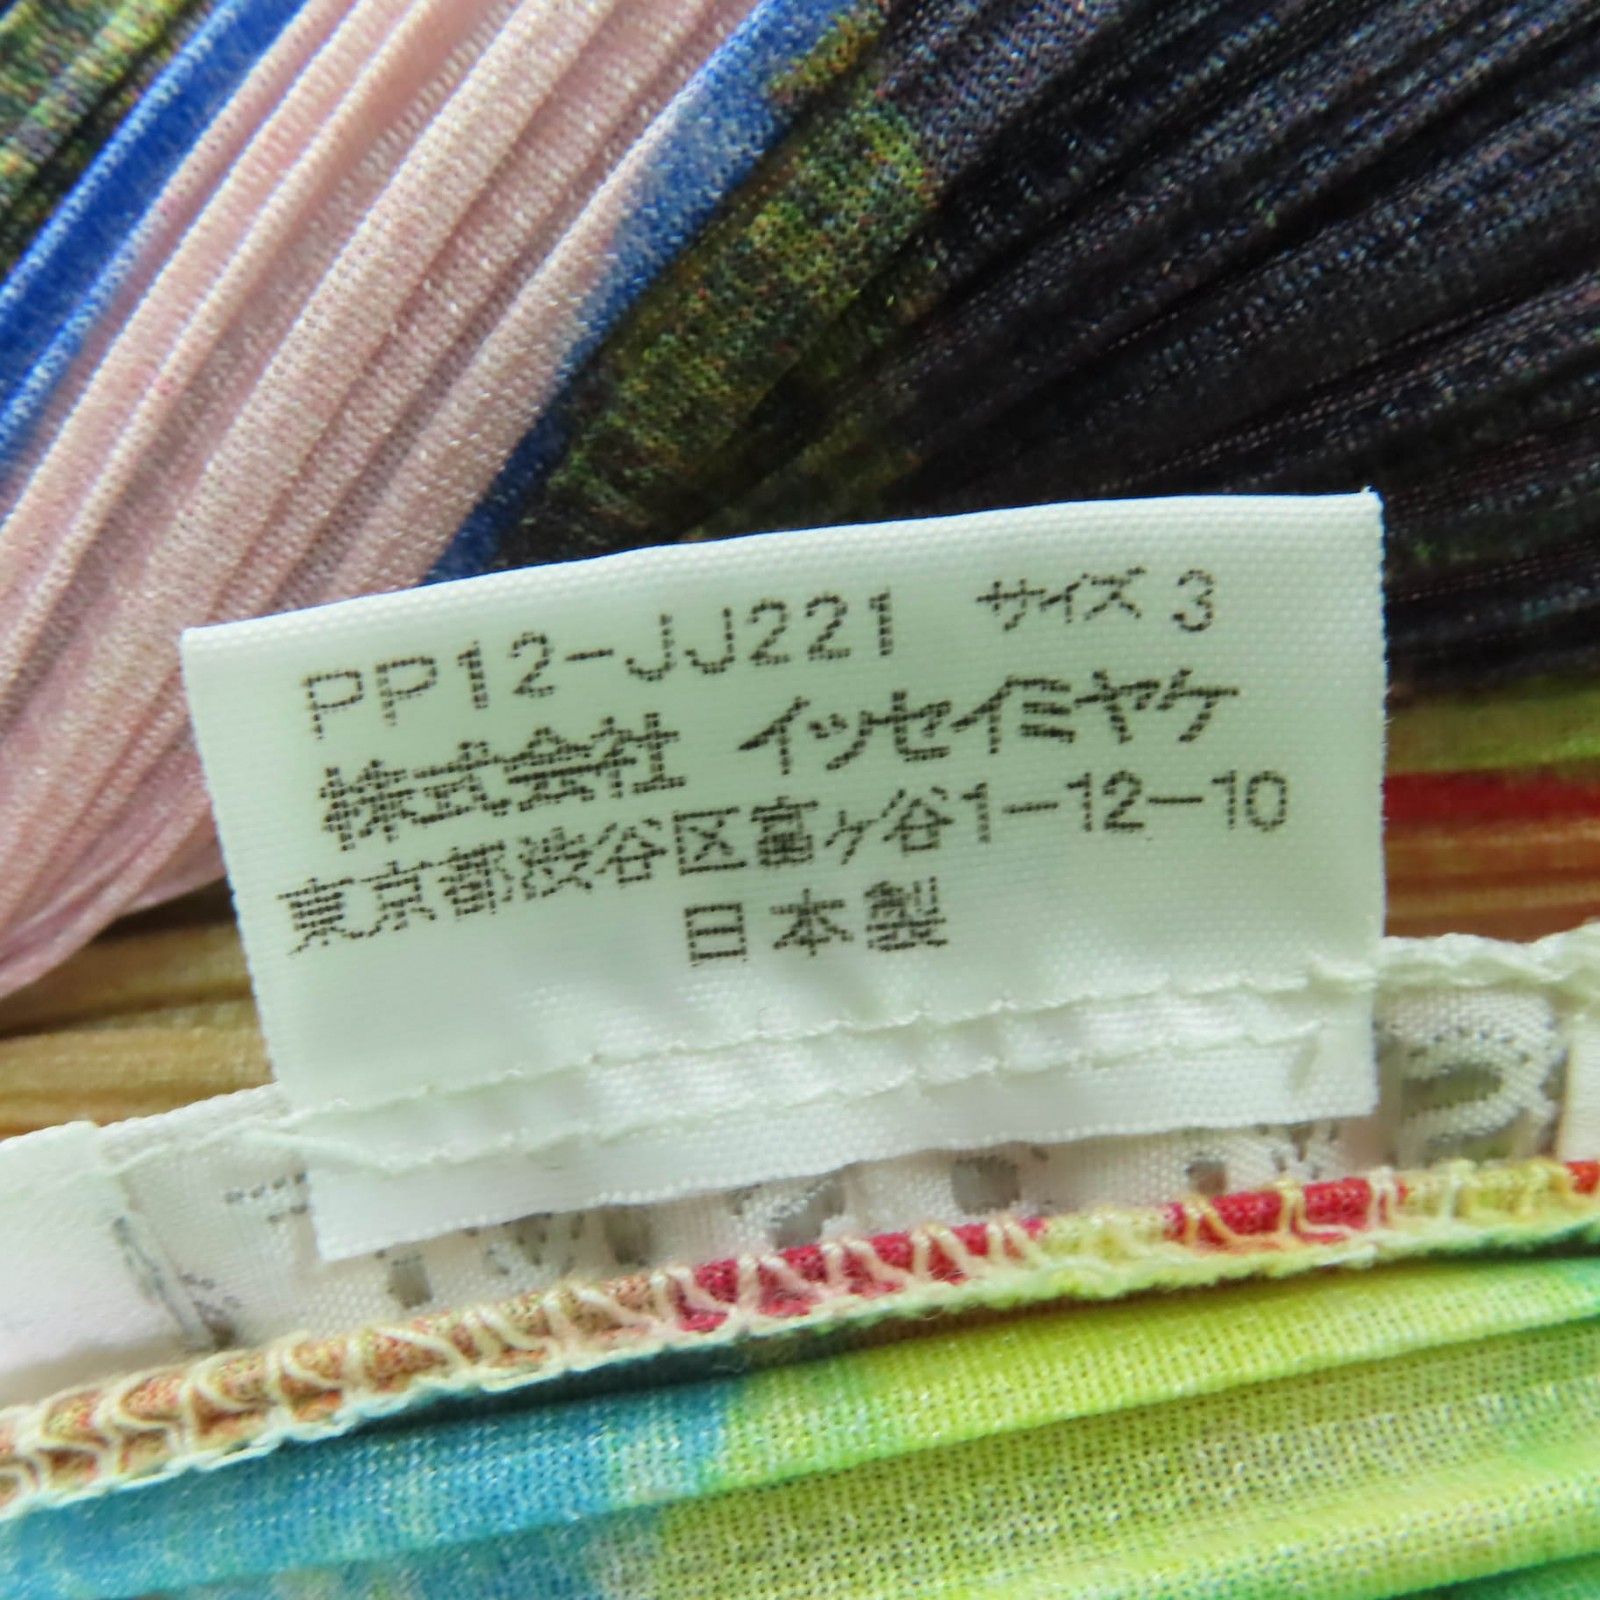 PP12-JJ221 サイズ 3
株式会社 イッセイミヤケ
東京都渋谷区富ヶ谷1-12-10
日本製